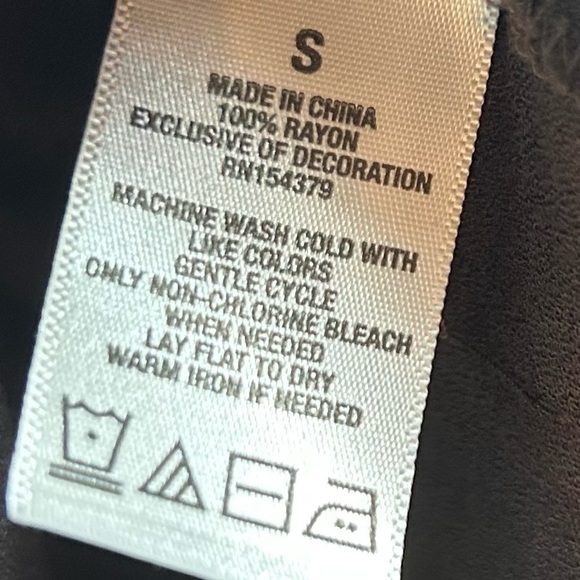 S
MADE IN CHINA
100% RAYON
EXCLUSIVE OF DECORATION
RN154379
MACHINE WASH COLD WITH
LIKE COLORS
GENTLE CYCLE
ONLY NON-CHLORINE BLEACH
WHEN NEEDED
LAY FLAT TO DRY
WARM IRON IF NEEDED